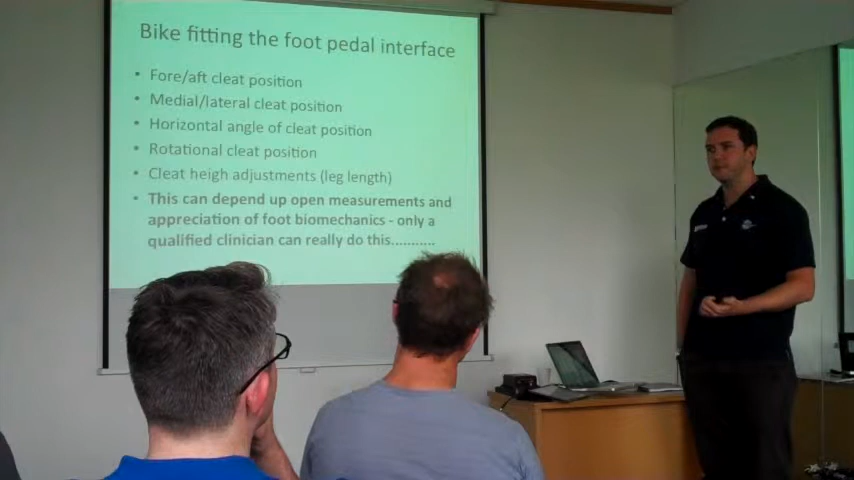 Bike fitting the foot pedal interface
• Fore/aft cleat position
• Medial/lateral cleat position
• Horizontal angle of cleat position
• Rotational cleat position
• Cleat heigh adjustments (leg length)
• This can depend up open measurements and
appreciation of foot biomechanics - only a
qualified clinician can really do this..........